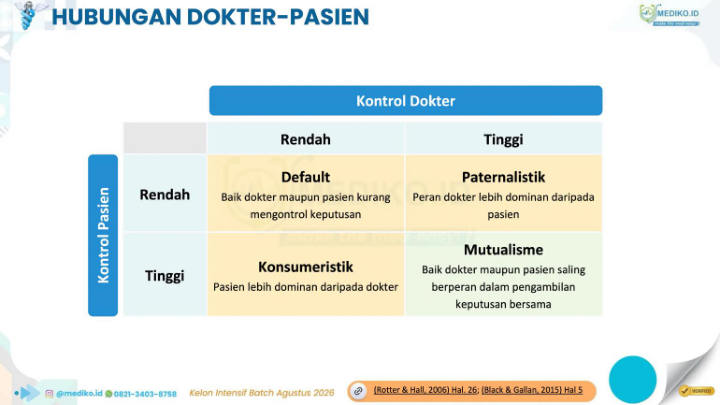 HUBUNGAN DOKTER-PASIEN
MEDIKO.ID
Kontrol Dokter
Rendah
Tinggi
Kontrol Pasien
Rendah
Default
Baik dokter maupun pasien kurang
mengontrol keputusan
Paternalistik
Peran dokter lebih dominan daripada
pasien
Tinggi
Konsumeristik
Pasien lebih dominan daripada dokter
Mutualisme
Baik dokter maupun pasien saling
berperan dalam pengambilan
keputusan bersama
MEDIKO.ID
@mediko.id 0821-3403-8758
Kelon Intensif Batch Agustus 2026
(Rotter & Hall, 2006) Hal. 26; (Black & Gallan, 2015) Hal 5